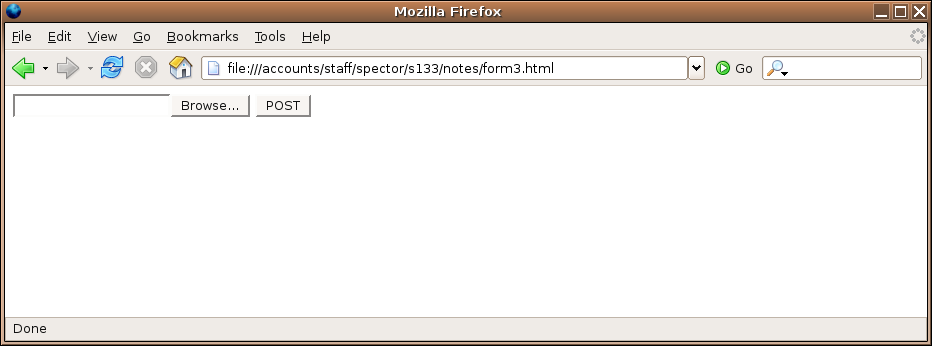 Mozilla Firefox
File Edit View Go Bookmarks Tools Help
file:///accounts/staff/spector/s133/notes/form3.html Go
Browse... POST
Done